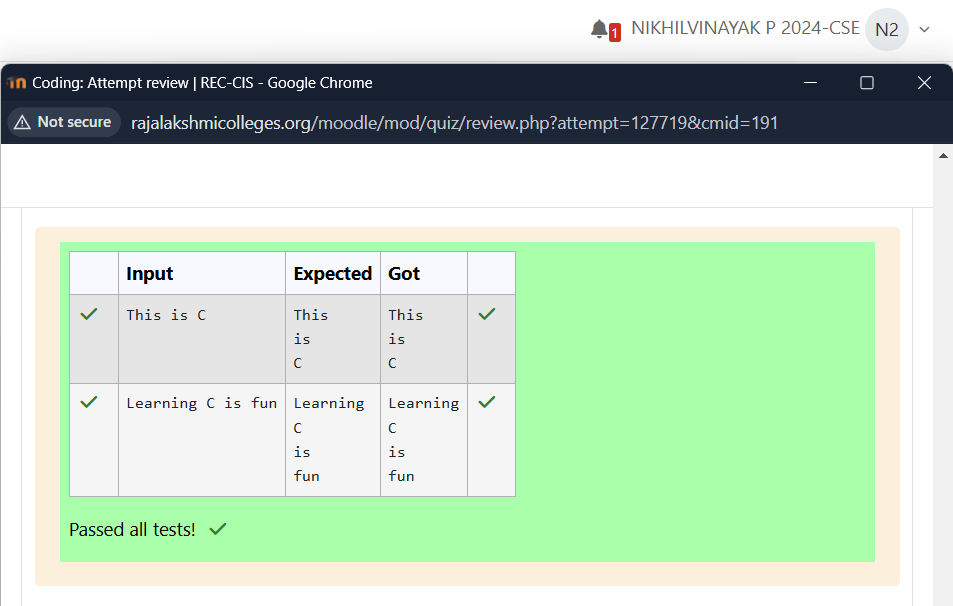 1 NIKHILVINAYAK P 2024-CSE N2
Coding: Attempt review | REC-CIS - Google Chrome
Not secure rajalakshmicolleges.org/moodle/mod/quiz/review.php?attempt=127719&cmid=191
Input Expected Got
This is C This This
is is
C C
Learning C is fun Learning Learning
C C
is is
fun fun
Passed all tests!